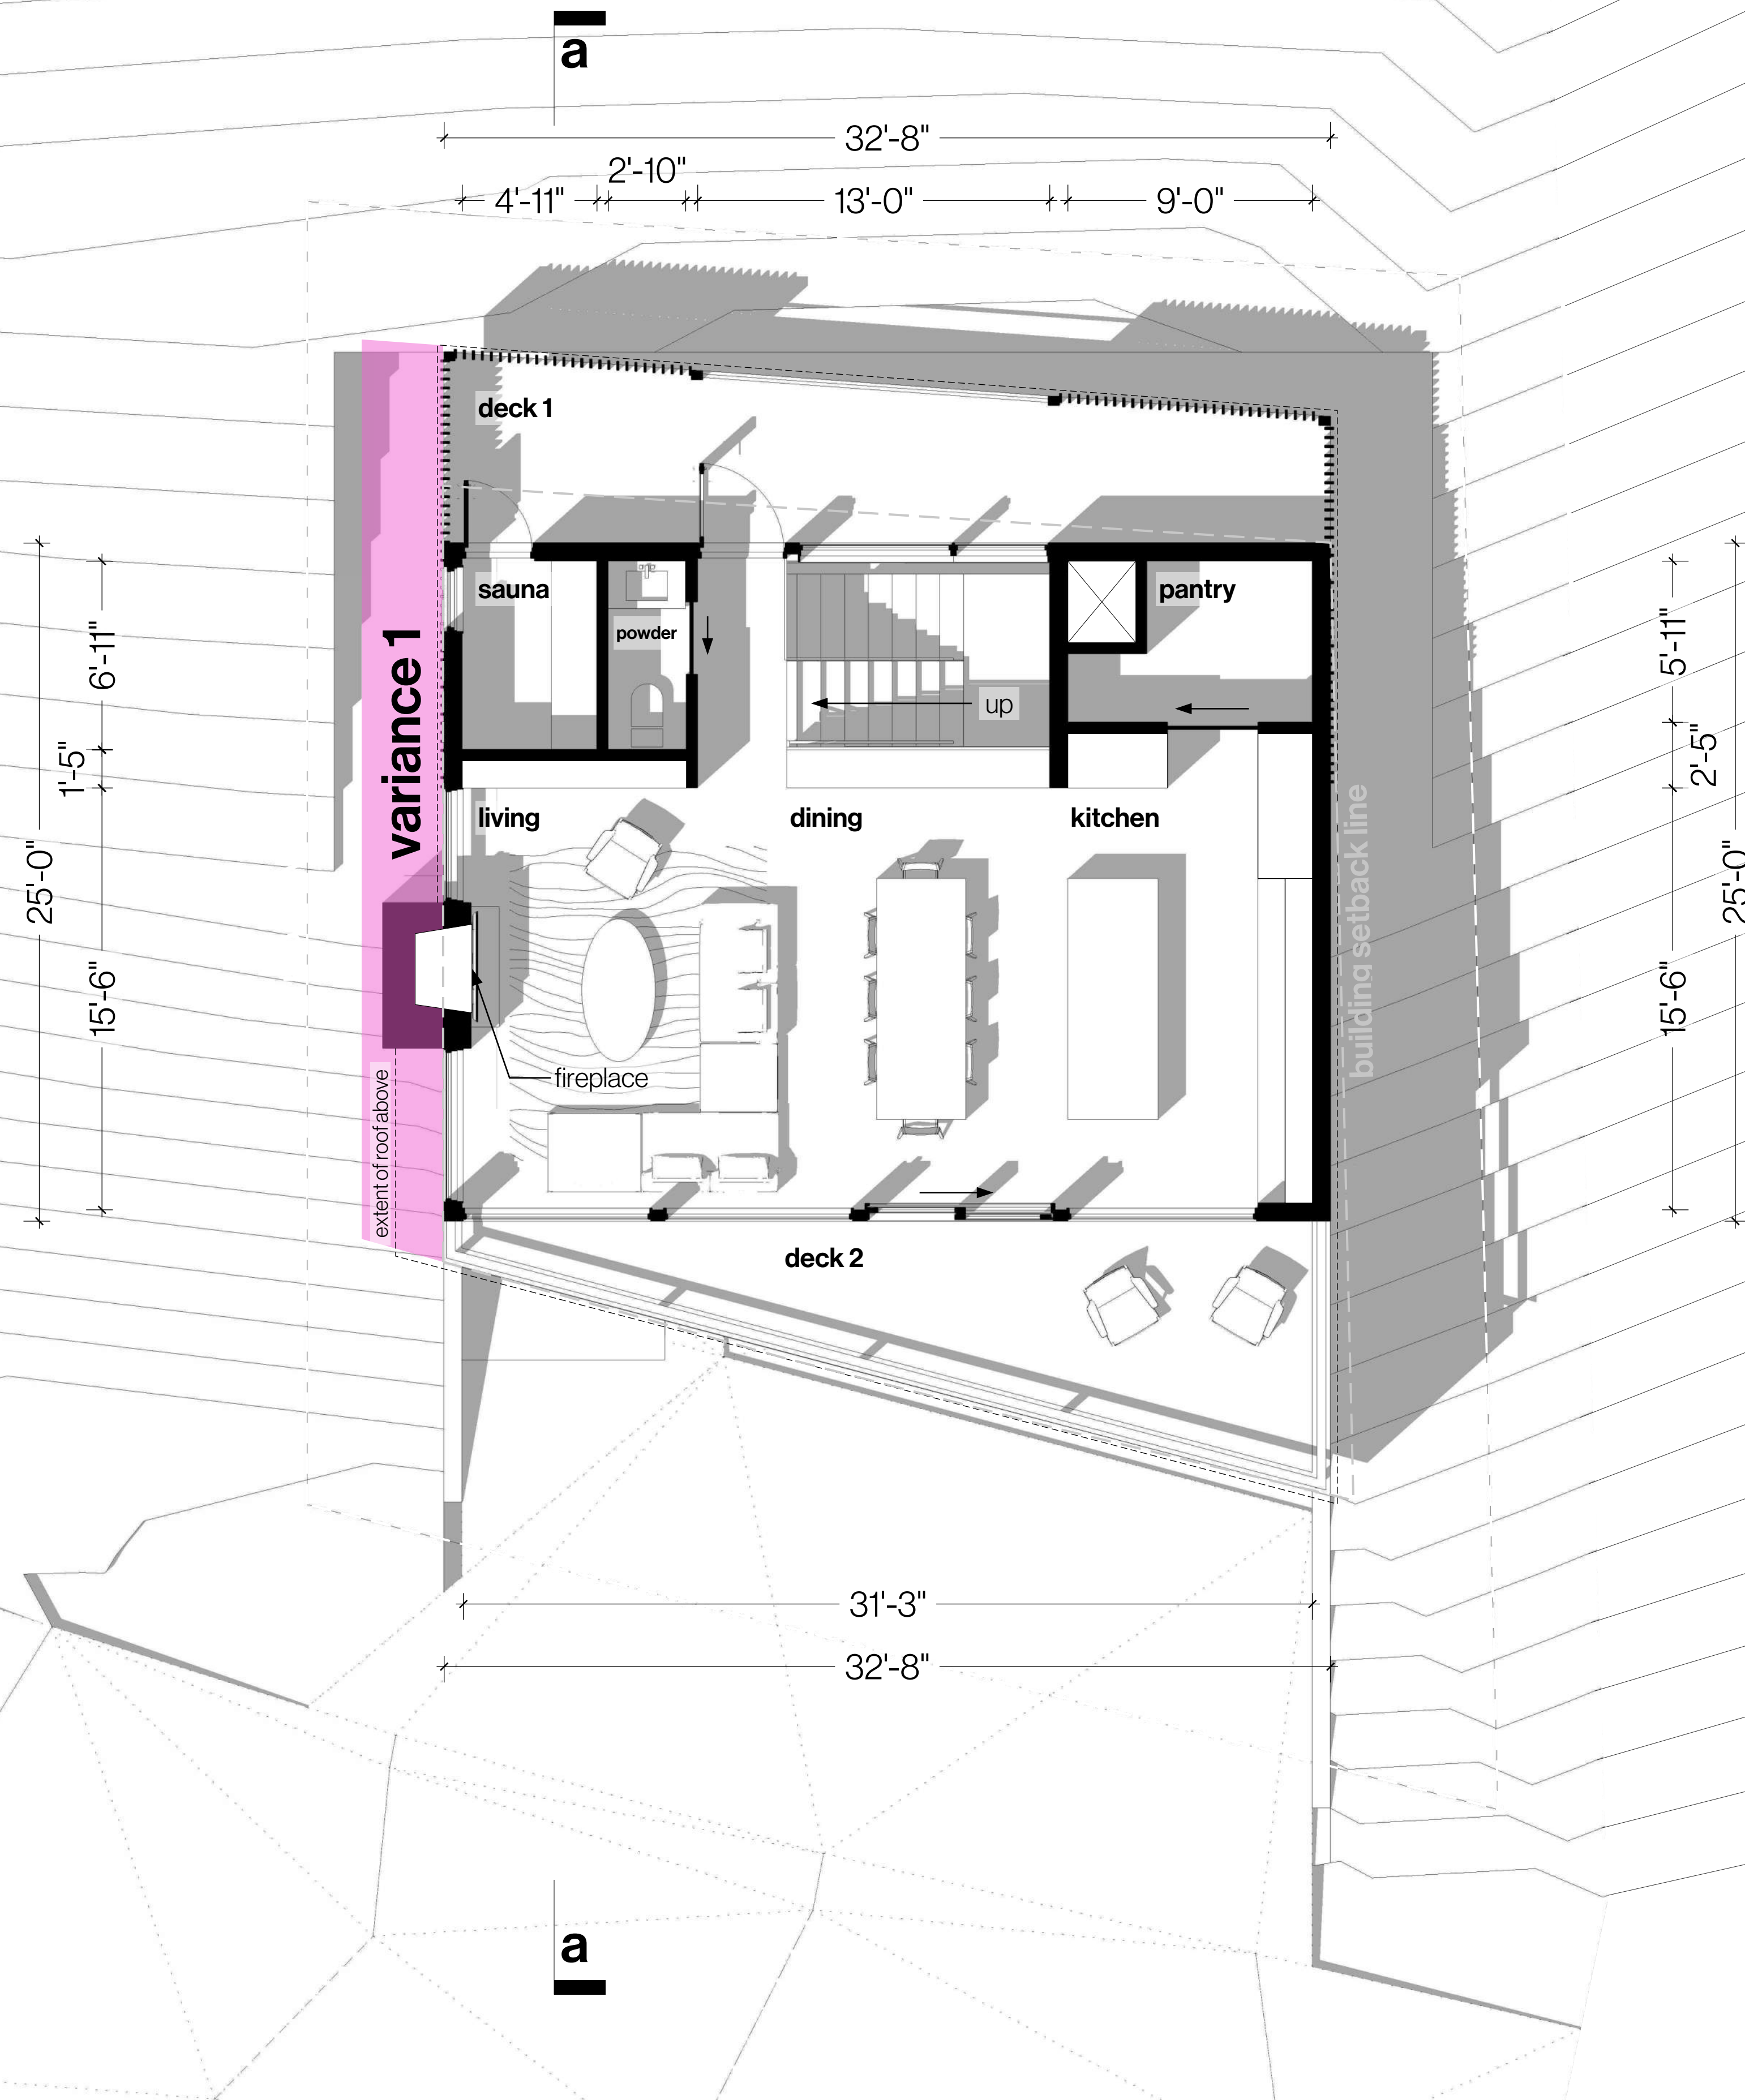 a
32'-8"
2'-10"
4'-11"
13'-0"
9'-0"
deck 1
sauna
powder
pantry
up
variance 1
6'-11"
1'-5"
25'-0"
15'-6"
5'-11"
2'-5"
25'-0"
15'-6"
living
dining
kitchen
building setback line
fireplace
extent of roof above
deck 2
31'-3"
32'-8"
a